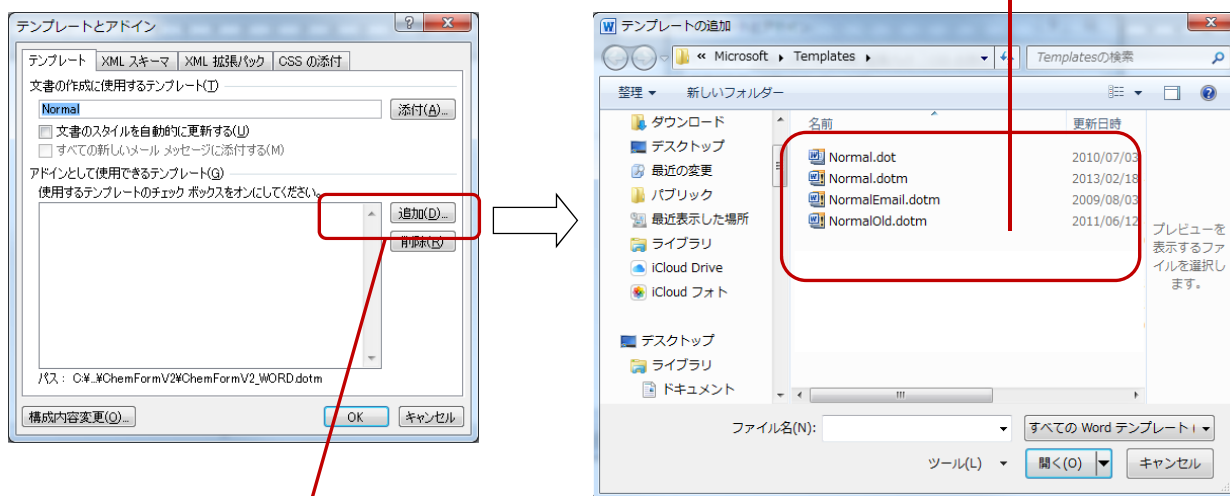 テンプレートとアドイン
テンプレート XML スキーマ XML 拡張パック CSS の添付
文書の作成に使用するテンプレート(T)
Normal 添付(A)...
文書のスタイルを自動的に更新する(U)
すべての新しいメール メッセージに添付する(M)
アドインとして使用できるテンプレート(G)
使用するテンプレートのチェック ボックスをオンにしてください。
追加(D)...
削除(R)
パス: C:¥...¥ChemFormV2¥ChemFormV2_WORD.dotm
構成内容変更(O)... OK キャンセル
テンプレートの追加
« Microsoft Templates Templatesの検索
整理 新しいフォルダー
ダウンロード
デスクトップ
最近の変更
パブリック
最近表示した場所
ライブラリ
iCloud Drive
iCloud フォト
デスクトップ
ライブラリ
ドキュメント
名前 更新日時
Normal.dot 2010/07/03
Normal.dotm 2013/02/18
NormalEmail.dotm 2009/08/03
NormalOld.dotm 2011/06/12
プレビューを
表示するファ
イルを選択し
ます。
ファイル名(N): すべての Word テンプレート (
ツール(L) 開く(O) キャンセル